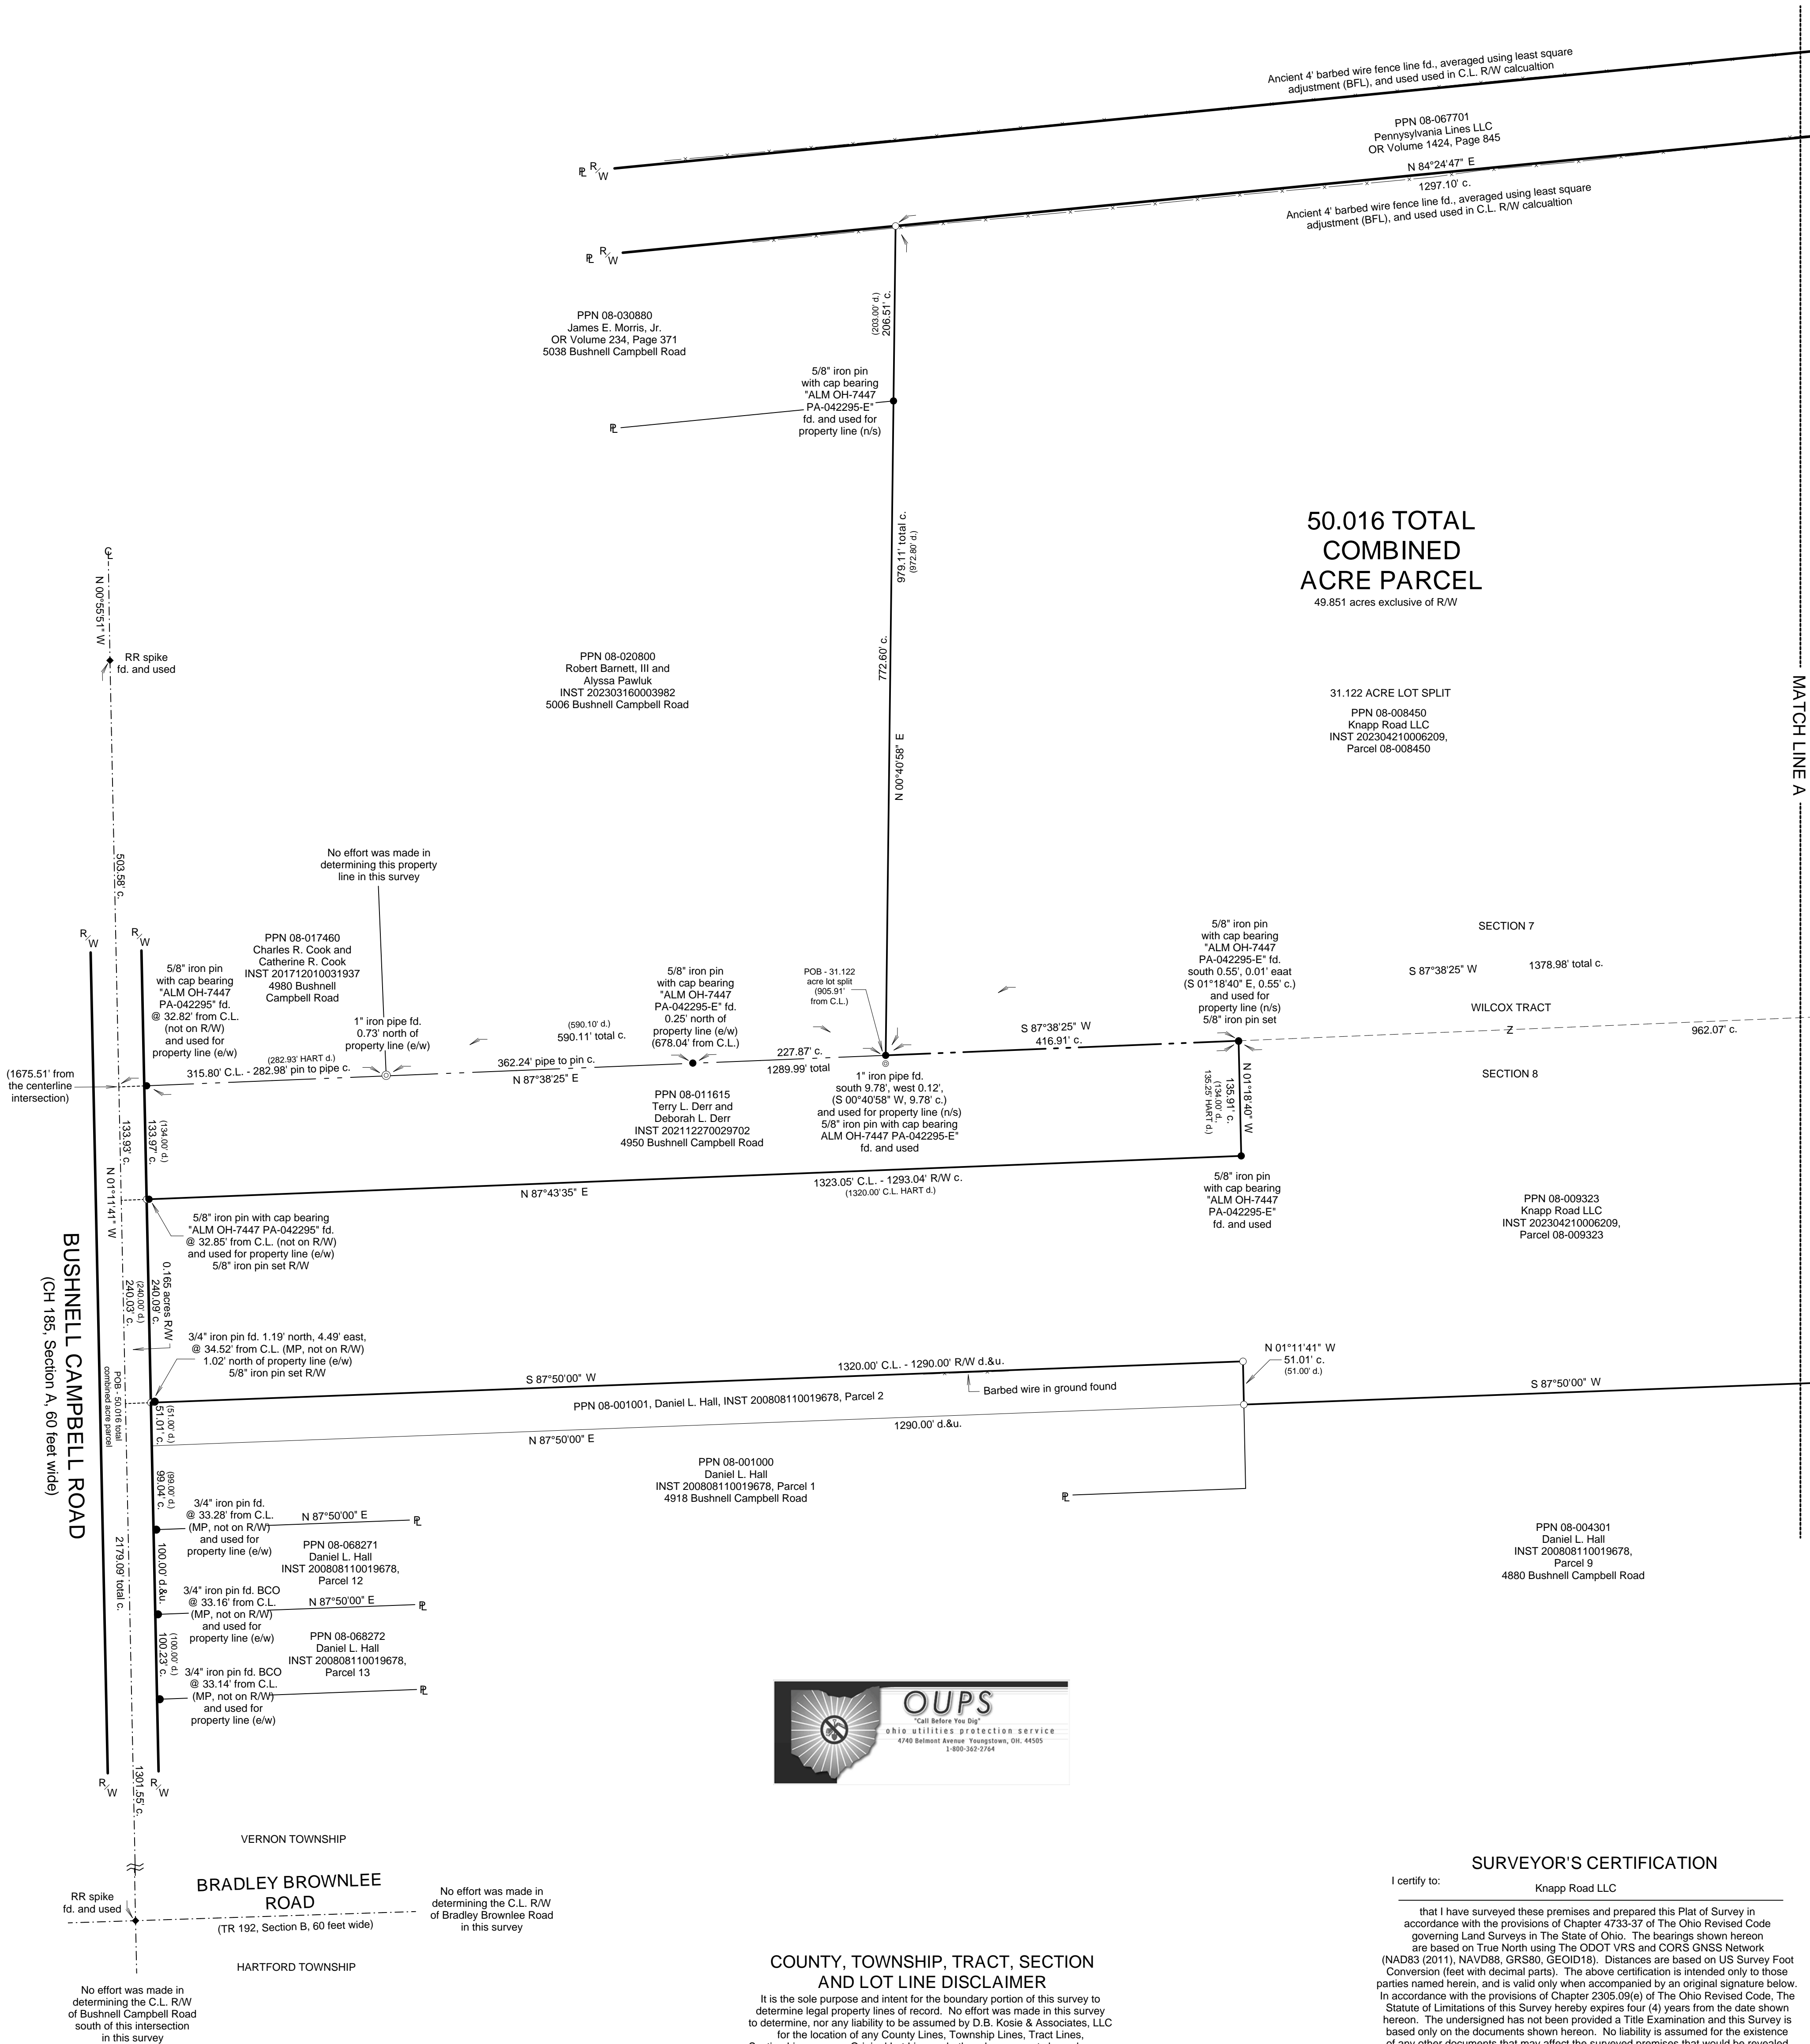 Ancient 4' barbed wire fence line fd., averaged using least square
adjustment (BFL), and used used in C.L. R/W calcualtion
PPN 08-067701
Pennysylvania Lines LLC
OR Volume 1424, Page 845
N 84°24'47" E
1297.10' c.
Ancient 4' barbed wire fence line fd., averaged using least square
adjustment (BFL), and used used in C.L. R/W calcualtion
PL R/W
PL R/W
PPN 08-030880
James E. Morris, Jr.
OR Volume 234, Page 371
5038 Bushnell Campbell Road
(203.00' d.)
206.51' c.
5/8" iron pin
with cap bearing
"ALM OH-7447
PA-042295-E"
fd. and used for
property line (n/s)
PL
979.11' total c.
(972.80' d.)
772.60' c.
N 00°40'58" E
50.016 TOTAL
COMBINED
ACRE PARCEL
49.851 acres exclusive of R/W
31.122 ACRE LOT SPLIT
PPN 08-008450
Knapp Road LLC
INST 202304210006209,
Parcel 08-008450
MATCH LINE A
CL
N 00°55'51" W
RR spike
fd. and used
PPN 08-020800
Robert Barnett, III and
Alyssa Pawluk
INST 202303160003982
5006 Bushnell Campbell Road
503.58' c.
No effort was made in
determining this property
line in this survey
R/W
R/W
PPN 08-017460
Charles R. Cook and
Catherine R. Cook
INST 201712010031937
4980 Bushnell
Campbell Road
5/8" iron pin
with cap bearing
"ALM OH-7447
PA-042295" fd.
@ 32.82' from C.L.
(not on R/W)
and used for
property line (e/w)
1" iron pipe fd.
0.73' north of
property line (e/w)
(590.10' d.)
590.11' total c.
5/8" iron pin
with cap bearing
"ALM OH-7447
PA-042295-E" fd.
0.25' north of
property line (e/w)
(678.04' from C.L.)
POB - 31.122
acre lot split
(905.91'
from C.L.)
5/8" iron pin
with cap bearing
"ALM OH-7447
PA-042295-E" fd.
south 0.55', 0.01' eaat
(S 01°18'40" E, 0.55' c.)
and used for
property line (n/s)
5/8" iron pin set
SECTION 7
S 87°38'25" W
1378.98' total c.
WILCOX TRACT
Z
962.07' c.
SECTION 8
S 87°38'25" W
416.91' c.
(1675.51' from
the centerline
intersection)
(282.93' HART d.)
315.80' C.L. - 282.98' pin to pipe c.
362.24' pipe to pin c.
N 87°38'25" E
227.87' c.
1289.99' total
1" iron pipe fd.
south 9.78', west 0.12',
(S 00°40'58" W, 9.78' c.)
and used for property line (n/s)
5/8" iron pin with cap bearing
ALM OH-7447 PA-042295-E"
fd. and used
PPN 08-011615
Terry L. Derr and
Deborah L. Derr
INST 202112270029702
4950 Bushnell Campbell Road
N 01°18'40" W
135.91' c.
(134.00' d.,
135.25' HART d.)
133.93' c.
(134.00' d.)
133.97' c.
N 01°11'41" W
N 87°43'35" E
1323.05' C.L. - 1293.04' R/W c.
(1320.00' C.L. HART d.)
5/8" iron pin
with cap bearing
"ALM OH-7447
PA-042295-E"
fd. and used
PPN 08-009323
Knapp Road LLC
INST 202304210006209,
Parcel 08-009323
5/8" iron pin with cap bearing
"ALM OH-7447 PA-042295" fd.
@ 32.85' from C.L. (not on R/W)
and used for property line (e/w)
5/8" iron pin set R/W
BUSHNELL CAMPBELL ROAD
(CH 185, Section A, 60 feet wide)
0.165 acres R/W
240.09' c.
(240.00' d.)
240.03' c.
3/4" iron pin fd. 1.19' north, 4.49' east,
@ 34.52' from C.L. (MP, not on R/W)
1.02' north of property line (e/w)
5/8" iron pin set R/W
POB - 50.016 total
combined acre parcel
S 87°50'00" W
1320.00' C.L. - 1290.00' R/W d.&u.
Barbed wire in ground found
N 01°11'41" W
51.01' c.
(51.00' d.)
S 87°50'00" W
PPN 08-001001, Daniel L. Hall, INST 200808110019678, Parcel 2
(51.00' d.)
51.01' c.
N 87°50'00" E
1290.00' d.&u.
PPN 08-001000
Daniel L. Hall
INST 200808110019678, Parcel 1
4918 Bushnell Campbell Road
PL
(99.00' d.)
99.04' c.
3/4" iron pin fd.
@ 33.28' from C.L.
(MP, not on R/W)
and used for
property line (e/w)
N 87°50'00" E
PL
PPN 08-068271
Daniel L. Hall
INST 200808110019678,
Parcel 12
100.00' d.&u.
2179.09' total c.
3/4" iron pin fd. BCO
@ 33.16' from C.L.
(MP, not on R/W)
and used for
property line (e/w)
N 87°50'00" E
PL
PPN 08-068272
Daniel L. Hall
INST 200808110019678,
Parcel 13
(100.00' d.)
100.23' c.
3/4" iron pin fd. BCO
@ 33.14' from C.L.
(MP, not on R/W)
and used for
property line (e/w)
PL
PPN 08-004301
Daniel L. Hall
INST 200808110019678,
Parcel 9
4880 Bushnell Campbell Road
OUPS
"Call Before You Dig"
ohio utilities protection service
4740 Belmont Avenue Youngstown, OH. 44505
1-800-362-2764
R/W
R/W
1301.55' c.
VERNON TOWNSHIP
BRADLEY BROWNLEE
ROAD
(TR 192, Section B, 60 feet wide)
RR spike
fd. and used
No effort was made in
determining the C.L. R/W
of Bradley Brownlee Road
in this survey
HARTFORD TOWNSHIP
No effort was made in
determining the C.L. R/W
of Bushnell Campbell Road
south of this intersection
in this survey
COUNTY, TOWNSHIP, TRACT, SECTION
AND LOT LINE DISCLAIMER
It is the sole purpose and intent for the boundary portion of this survey to
determine legal property lines of record. No effort was made in this survey
to determine, nor any liability to be assumed by D.B. Kosie & Associates, LLC
for the location of any County Lines, Township Lines, Tract Lines,
SURVEYOR'S CERTIFICATION
I certify to:
Knapp Road LLC
that I have surveyed these premises and prepared this Plat of Survey in
accordance with the provisions of Chapter 4733-37 of The Ohio Revised Code
governing Land Surveys in The State of Ohio. The bearings shown hereon
are based on True North using The ODOT VRS and CORS GNSS Network
(NAD83 (2011), NAVD88, GRS80, GEOID18). Distances are based on US Survey Foot
Conversion (feet with decimal parts). The above certification is intended only to those
parties named herein, and is valid only when accompanied by an original signature below.
In accordance with the provisions of Chapter 2305.09(e) of The Ohio Revised Code, The
Statute of Limitations of this Survey hereby expires four (4) years from the date shown
hereon. The undersigned has not been provided a Title Examination and this Survey is
based only on the documents shown hereon. No liability is assumed for the existence
of any other documents that may affect the surveyed premises that would be revealed